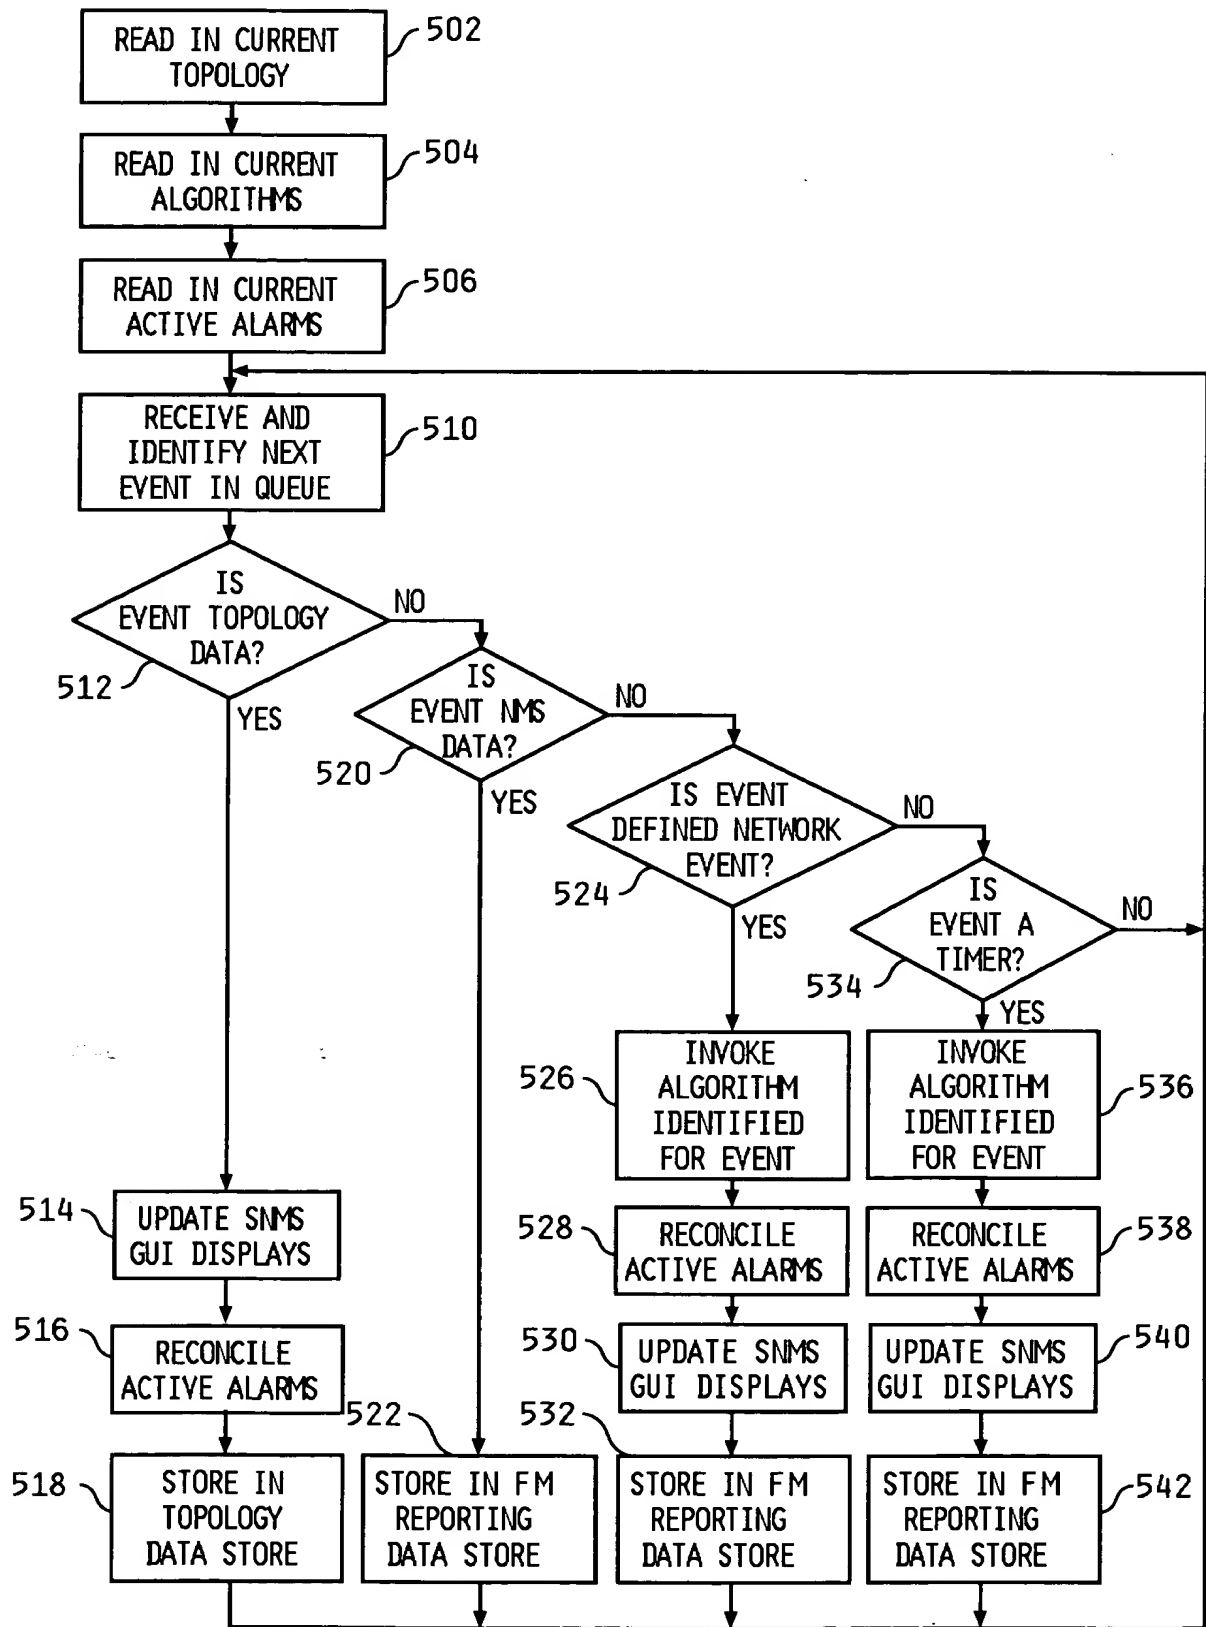 READ IN CURRENT
TOPOLOGY
502
READ IN CURRENT
ALGORITHMS
504
READ IN CURRENT
ACTIVE ALARMS
506
RECEIVE AND
IDENTIFY NEXT
EVENT IN QUEUE
510
IS
EVENT TOPOLOGY
DATA?
512
NO
YES
IS
EVENT NMS
DATA?
520
NO
YES
IS EVENT
DEFINED NETWORK
EVENT?
524
NO
YES
IS
EVENT A
TIMER?
534
NO
YES
INVOKE
ALGORITHM
IDENTIFIED
FOR EVENT
526
INVOKE
ALGORITHM
IDENTIFIED
FOR EVENT
536
514
UPDATE SNMS
GUI DISPLAYS
528
RECONCILE
ACTIVE ALARMS
RECONCILE
ACTIVE ALARMS
538
516
RECONCILE
ACTIVE ALARMS
530
UPDATE SNMS
GUI DISPLAYS
UPDATE SNMS
GUI DISPLAYS
540
518
STORE IN
TOPOLOGY
DATA STORE
522
STORE IN FM
REPORTING
DATA STORE
532
STORE IN FM
REPORTING
DATA STORE
STORE IN FM
REPORTING
DATA STORE
542